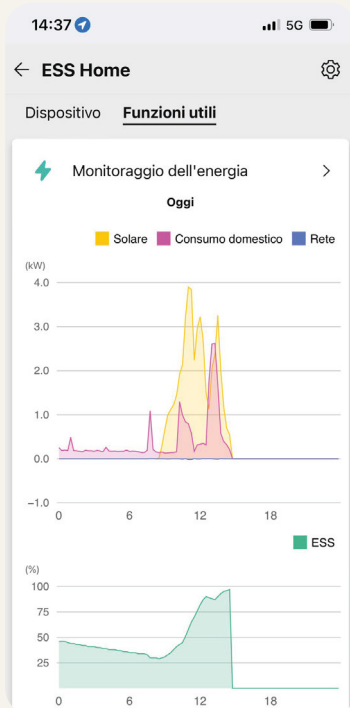 14:37 5G
ESS Home
Dispositivo Funzioni utili
Monitoraggio dell'energia
Oggi
Solare Consumo domestico Rete
(kW)
4.0
3.0
2.0
1.0
0.0
−1.0
0 6 12 18
ESS
(%)
100
75
50
25
0 6 12 18